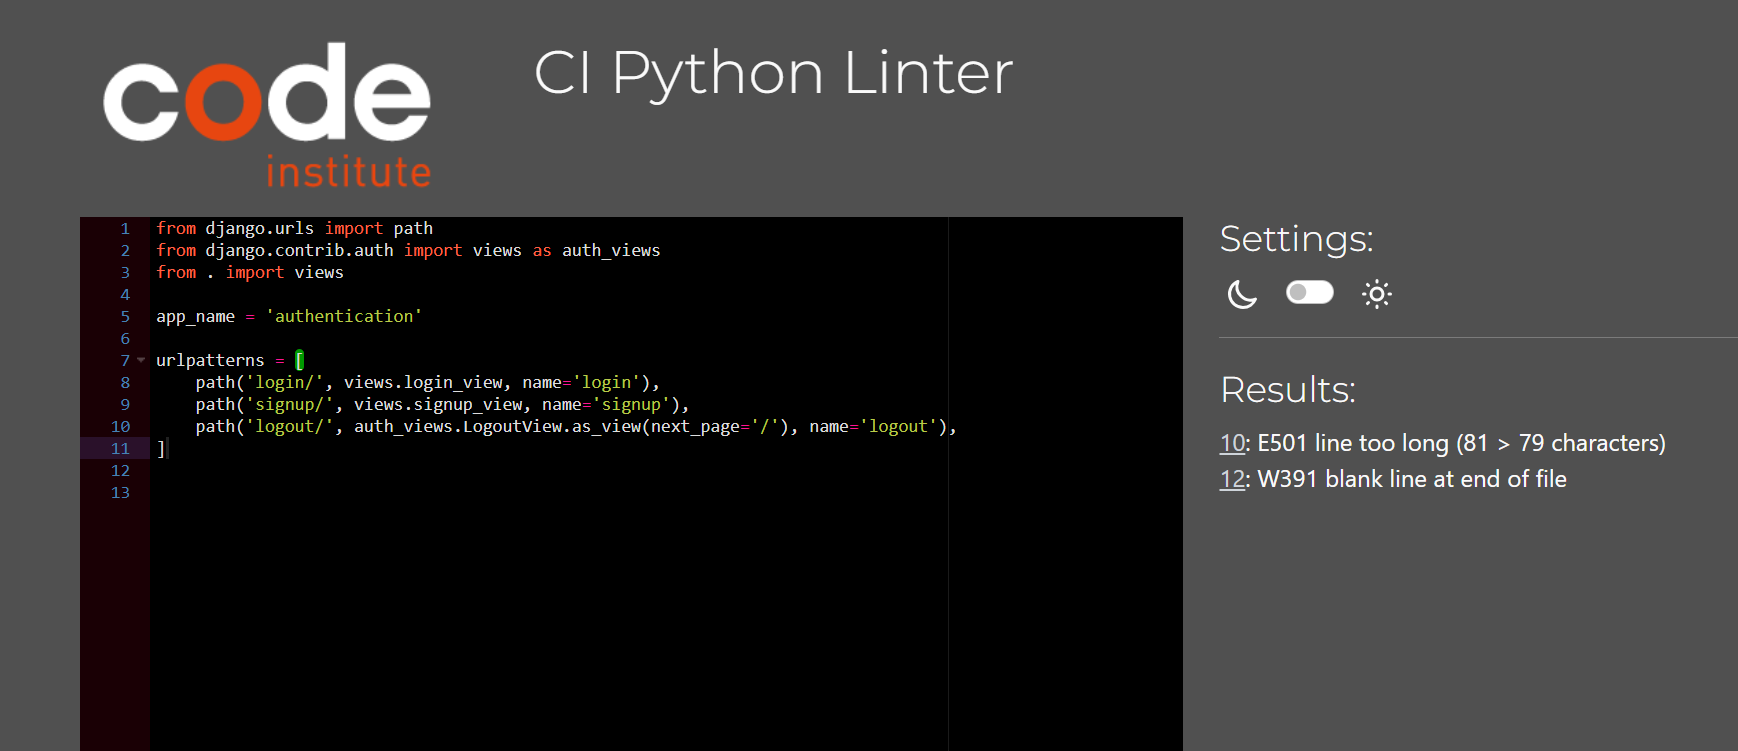 code
institute
CI Python Linter
1 from django.urls import path
2 from django.contrib.auth import views as auth_views
3 from . import views
4
5 app_name = 'authentication'
6
7 urlpatterns = [
8     path('login/', views.login_view, name='login'),
9     path('signup/', views.signup_view, name='signup'),
10     path('logout/', auth_views.LogoutView.as_view(next_page='/'), name='logout'),
11 ]
12
13
Settings:
Results:
10: E501 line too long (81 > 79 characters)
12: W391 blank line at end of file